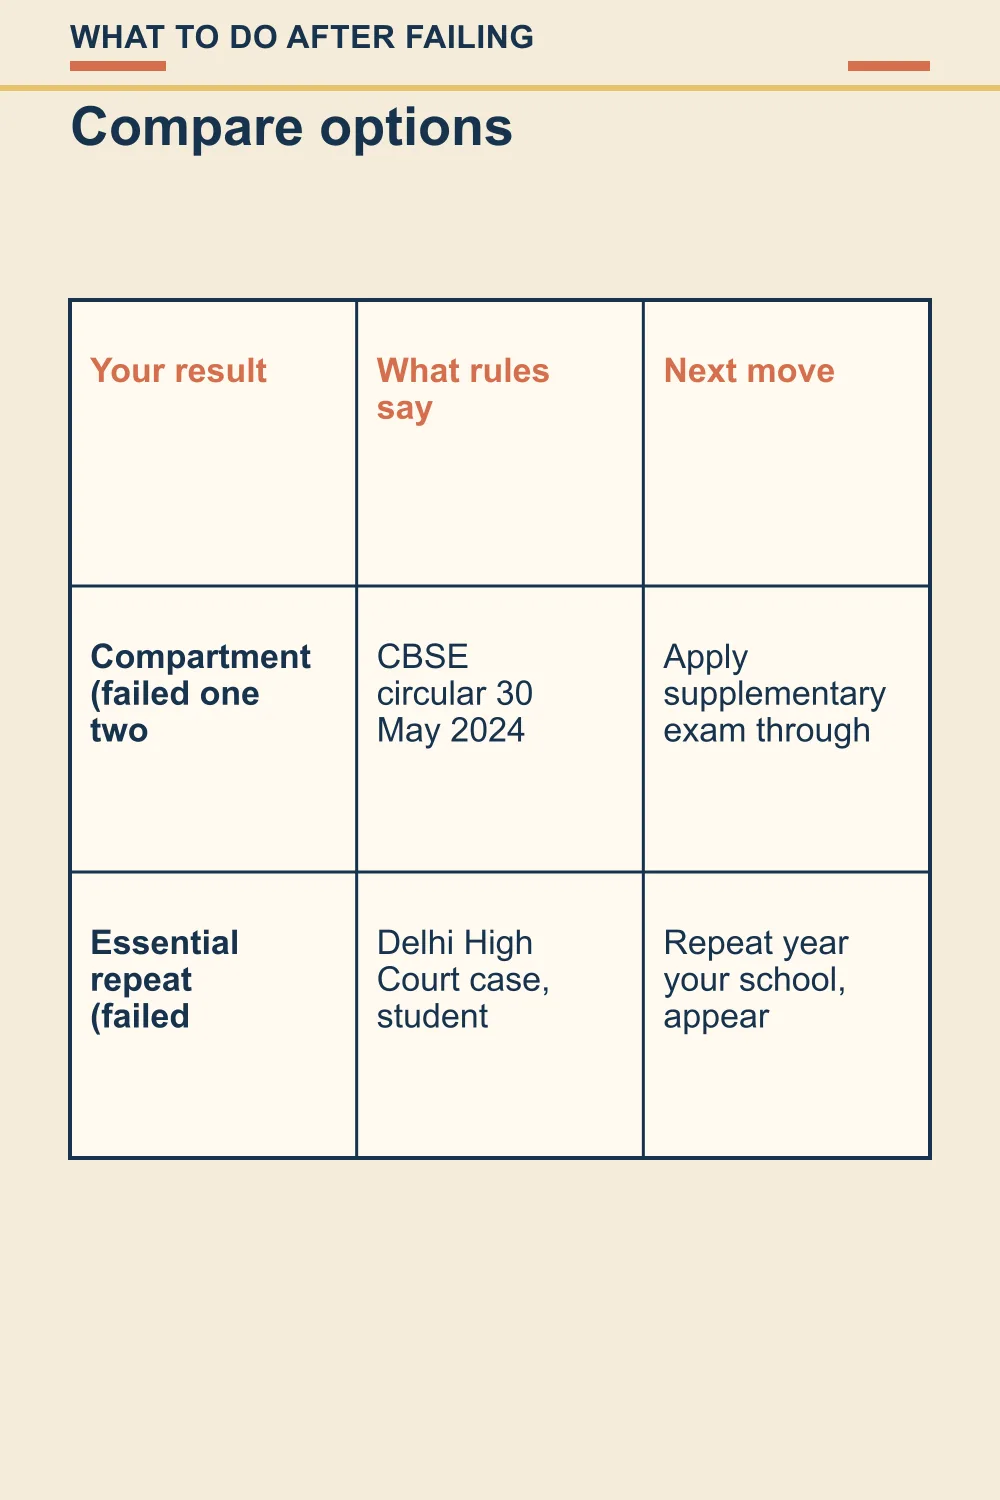 WHAT TO DO AFTER FAILING
Compare options
Your result
What rules
say
Next move
Compartment
(failed one
two
CBSE
circular 30
May 2024
Apply
supplementary
exam through
Essential
repeat
(failed
Delhi High
Court case,
student
Repeat year
your school,
appear